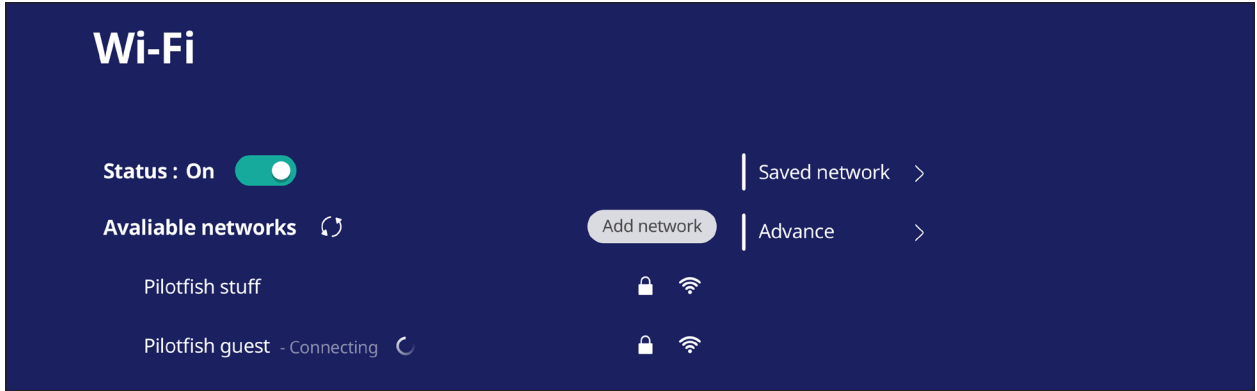 Wi-Fi
Status : On
Saved network
Avaliable networks
Add network
Advance
Pilotfish stuff
Pilotfish guest - Connecting